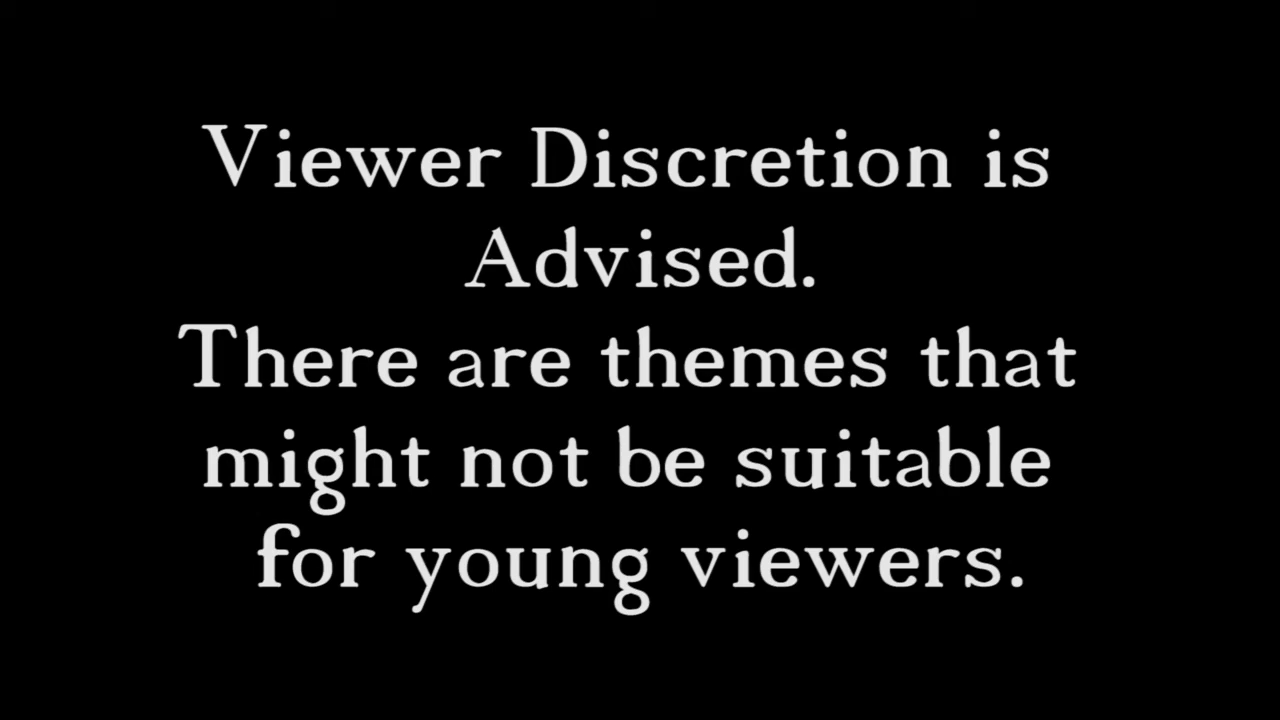 Viewer Discretion is
Advised.
There are themes that
might not be suitable
for young viewers.